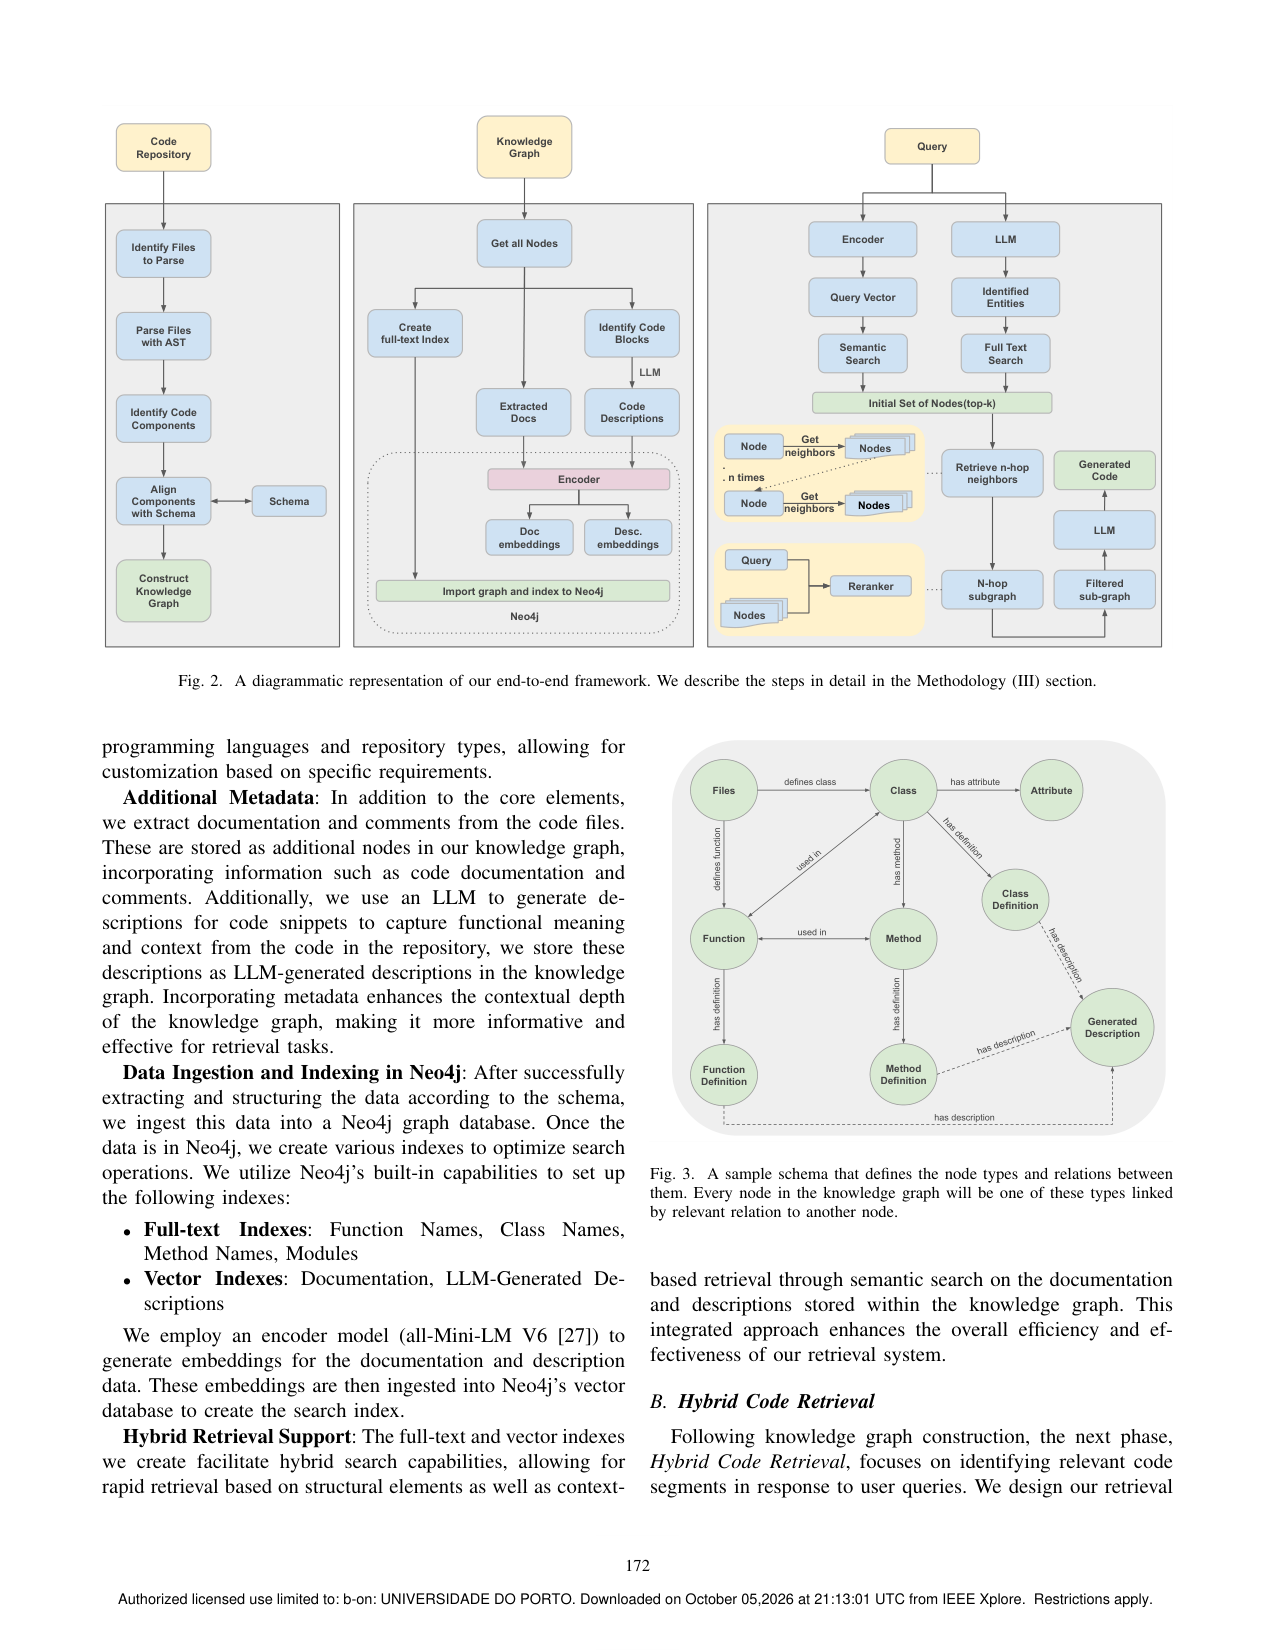 Code
Repository
Identify Files
to Parse
Parse Files
with AST
Identify Code
Components
Align
Components
with Schema
Schema
Construct
Knowledge
Graph
Knowledge
Graph
Get all Nodes
Create
full-text Index
Identify Code
Blocks
LLM
Extracted
Docs
Code
Descriptions
Encoder
Doc
embeddings
Desc.
embeddings
Import graph and index to Neo4j
Neo4j
Query
Encoder
LLM
Query Vector
Identified
Entities
Semantic
Search
Full Text
Search
Initial Set of Nodes(top-k)
Node
Get
neighbors
Nodes
.
. n times
Node
Get
neighbors
Nodes
Retrieve n-hop
neighbors
Generated
Code
LLM
Query
Reranker
Nodes
N-hop
subgraph
Filtered
sub-graph
Fig. 2. A diagrammatic representation of our end-to-end framework. We describe the steps in detail in the Methodology (III) section.
programming languages and repository types, allowing for
customization based on specific requirements.
Additional Metadata: In addition to the core elements,
we extract documentation and comments from the code files.
These are stored as additional nodes in our knowledge graph,
incorporating information such as code documentation and
comments. Additionally, we use an LLM to generate de-
scriptions for code snippets to capture functional meaning
and context from the code in the repository, we store these
descriptions as LLM-generated descriptions in the knowledge
graph. Incorporating metadata enhances the contextual depth
of the knowledge graph, making it more informative and
effective for retrieval tasks.
Data Ingestion and Indexing in Neo4j: After successfully
extracting and structuring the data according to the schema,
we ingest this data into a Neo4j graph database. Once the
data is in Neo4j, we create various indexes to optimize search
operations. We utilize Neo4j's built-in capabilities to set up
the following indexes:
• Full-text Indexes: Function Names, Class Names,
Method Names, Modules
• Vector Indexes: Documentation, LLM-Generated De-
scriptions
We employ an encoder model (all-Mini-LM V6 [27]) to
generate embeddings for the documentation and description
data. These embeddings are then ingested into Neo4j's vector
database to create the search index.
Hybrid Retrieval Support: The full-text and vector indexes
we create facilitate hybrid search capabilities, allowing for
rapid retrieval based on structural elements as well as context-
Files
defines class
Class
has attribute
Attribute
defines function
used in
has method
has definition
Class
Definition
Function
used in
Method
has description
has definition
has definition
Generated
Description
has description
Function
Definition
Method
Definition
has description
Fig. 3. A sample schema that defines the node types and relations between
them. Every node in the knowledge graph will be one of these types linked
by relevant relation to another node.
based retrieval through semantic search on the documentation
and descriptions stored within the knowledge graph. This
integrated approach enhances the overall efficiency and ef-
fectiveness of our retrieval system.
B. Hybrid Code Retrieval
Following knowledge graph construction, the next phase,
Hybrid Code Retrieval, focuses on identifying relevant code
segments in response to user queries. We design our retrieval
172
Authorized licensed use limited to: b-on: UNIVERSIDADE DO PORTO. Downloaded on October 05,2026 at 21:13:01 UTC from IEEE Xplore. Restrictions apply.